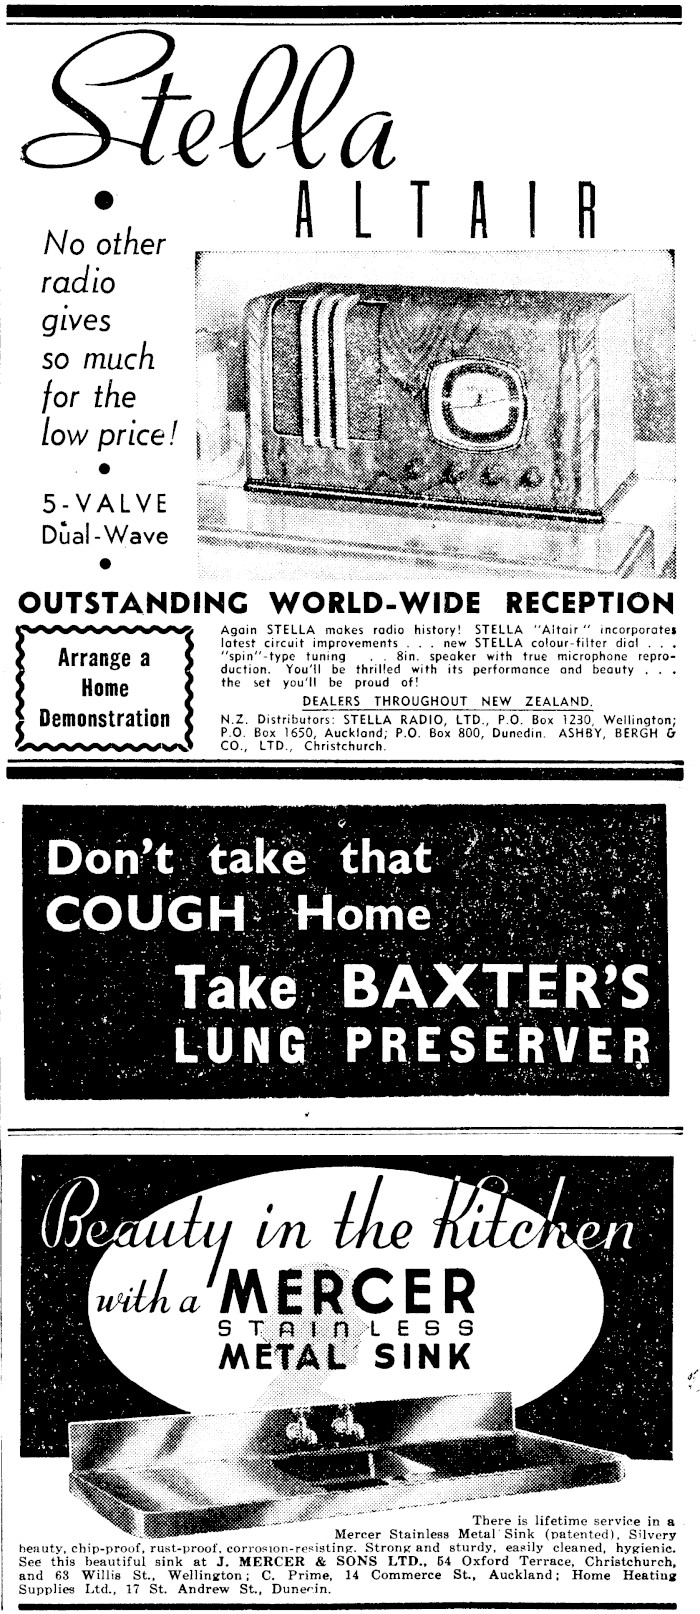 Stella
ALTAIR
No other
radio
gives
so much
for the
low price!
5-VALVE
Dual-Wave
OUTSTANDING WORLD-WIDE RECEPTION
Arrange a
Home
Demonstration
Again STELLA makes radio history! STELLA "Altair" incorporates
latest circuit improvements . . . new STELLA colour-filter dial . . .
"spin"-type tuning . . 8in. speaker with true microphone repro-
duction. You'll be thrilled with its performance and beauty . . .
the set you'll be proud of!
DEALERS THROUGHOUT NEW ZEALAND.
N.Z. Distributors: STELLA RADIO, LTD., P.O. Box 1230, Wellington;
P.O. Box 1650, Auckland; P.O. Box 800, Dunedin. ASHBY, BERGH &
CO., LTD., Christchurch.
Don't take that
COUGH Home
Take BAXTER'S
LUNG PRESERVER
Beauty in the Kitchen
with a MERCER
STAINLESS
METAL SINK
There is lifetime service in a
Mercer Stainless Metal Sink (patented). Silvery
beauty, chip-proof, rust-proof, corrosion-resisting. Strong and sturdy, easily cleaned, hygienic.
See this beautiful sink at J. MERCER & SONS LTD., 54 Oxford Terrace, Christchurch,
and 63 Willis St., Wellington; C. Prime, 14 Commerce St., Auckland; Home Heating
Supplies Ltd., 17 St. Andrew St., Dunedin.